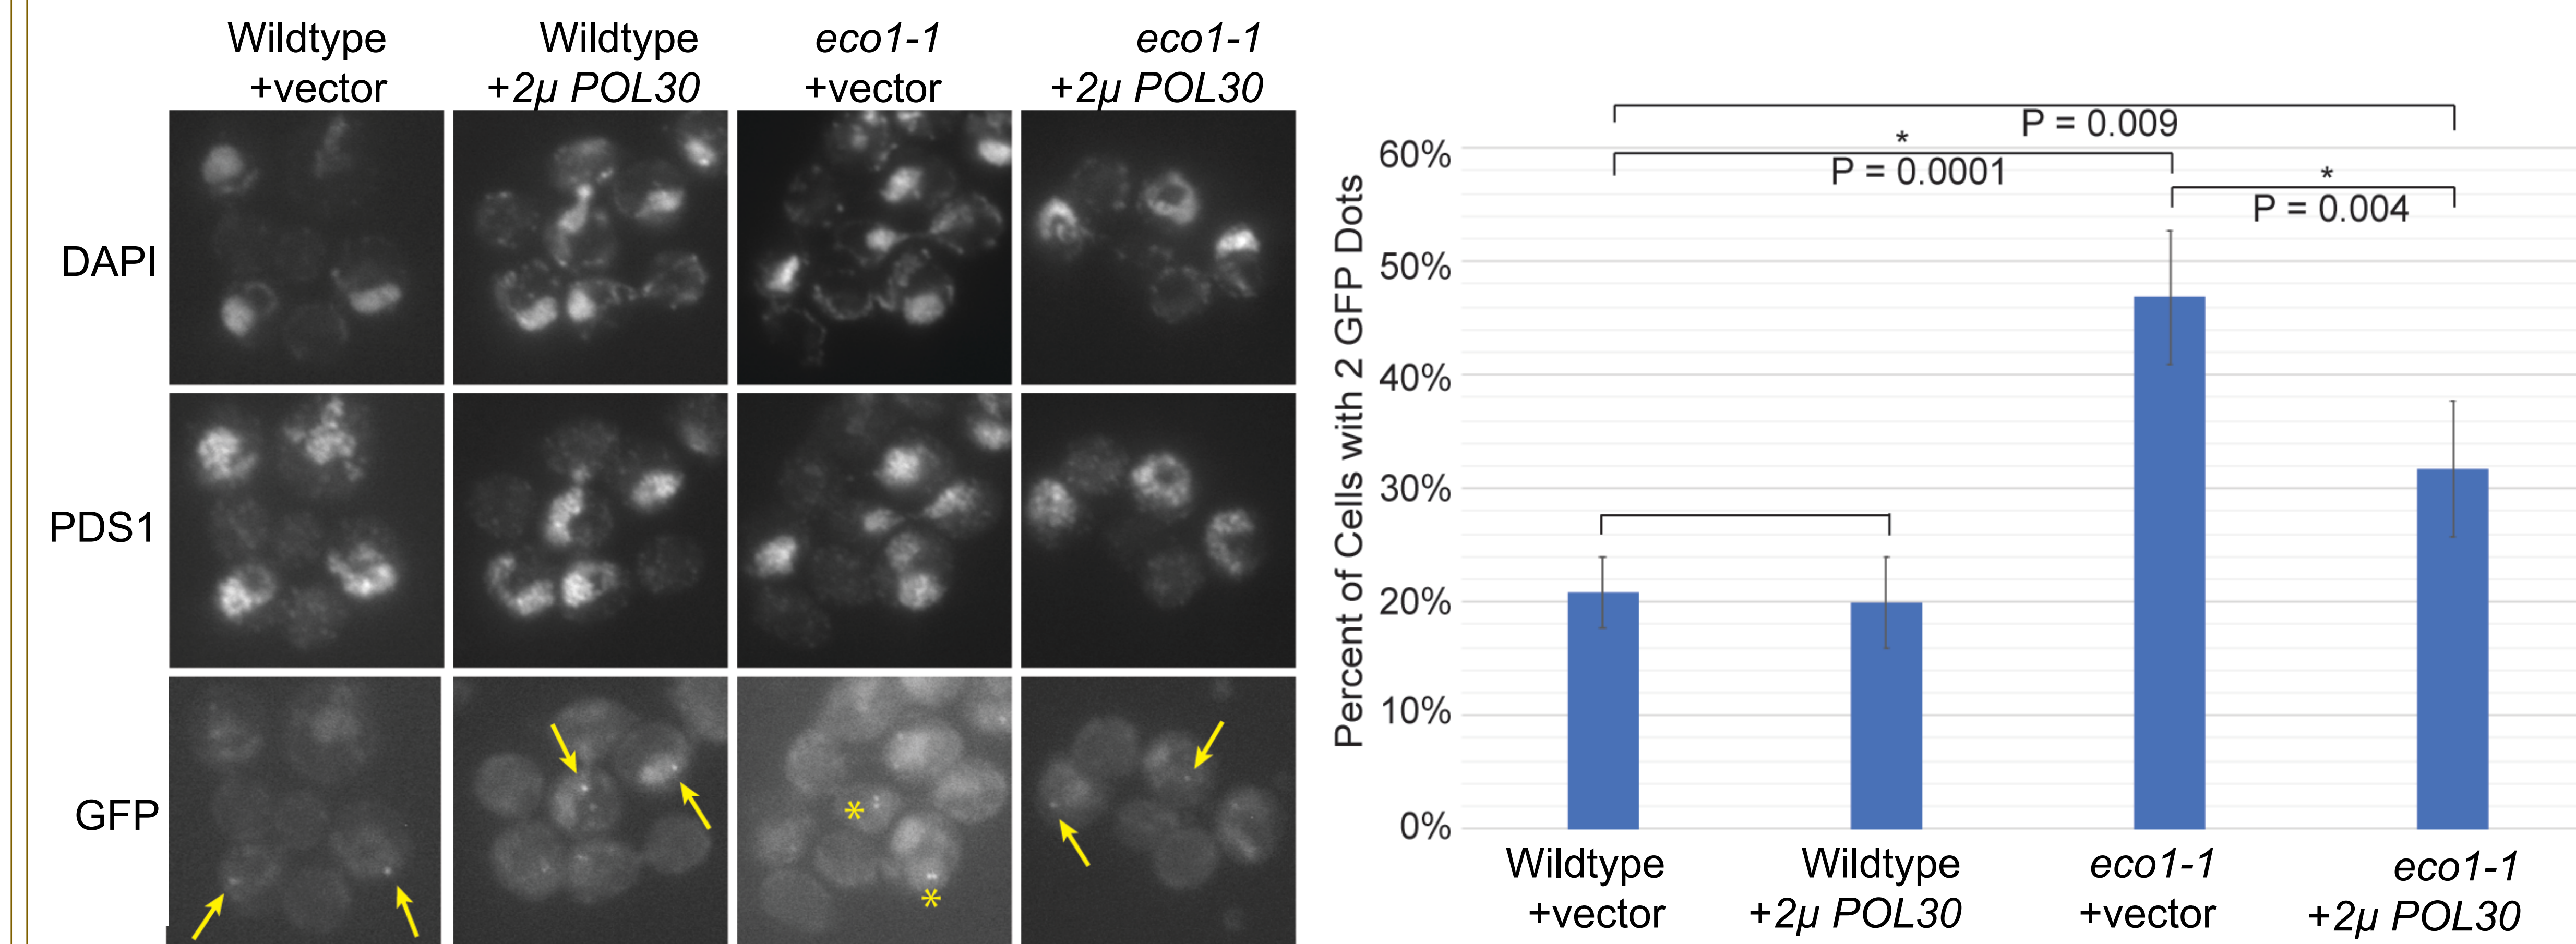 Wildtype
+vector
Wildtype
+2µ POL30
eco1-1
+vector
eco1-1
+2µ POL30
DAPI
PDS1
GFP
*
*
P = 0.009
*
P = 0.0001
*
P = 0.004
Percent of Cells with 2 GFP Dots
60%
50%
40%
30%
20%
10%
0%
Wildtype
+vector
Wildtype
+2µ POL30
eco1-1
+vector
eco1-1
+2µ POL30